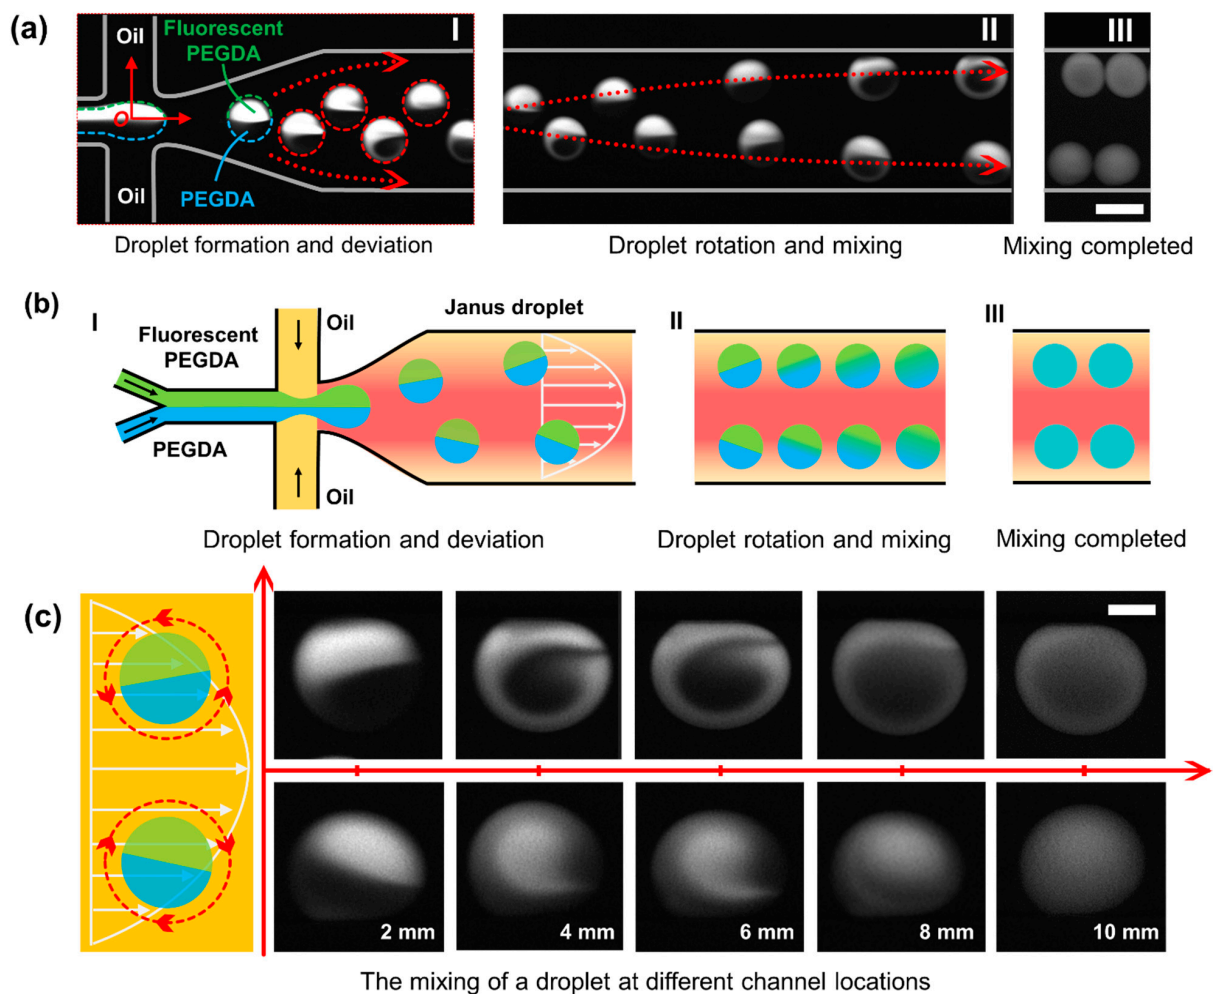 (a)
Oil
Fluorescent
PEGDA
I
II
III
O
Oil
PEGDA
Droplet formation and deviation
Droplet rotation and mixing
Mixing completed
(b)
I
Oil
Janus droplet
II
III
Fluorescent
PEGDA
PEGDA
Oil
Droplet formation and deviation
Droplet rotation and mixing
Mixing completed
(c)
2 mm
4 mm
6 mm
8 mm
10 mm
The mixing of a droplet at different channel locations